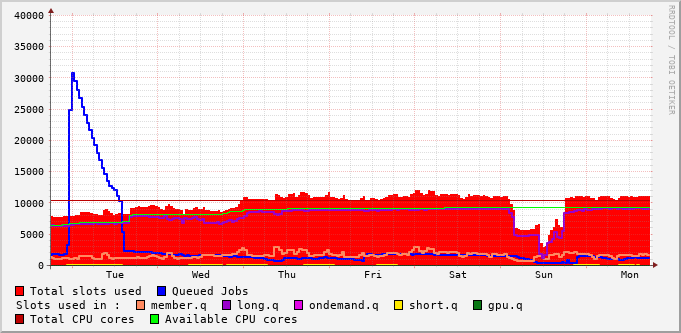 40000
35000
30000
25000
20000
15000
10000
5000
0
Tue Wed Thu Fri Sat Sun Mon
RRDTOOL / TOBI OETIKER
Total slots used Queued Jobs
Slots used in : member.q long.q ondemand.q short.q gpu.q
Total CPU cores Available CPU cores